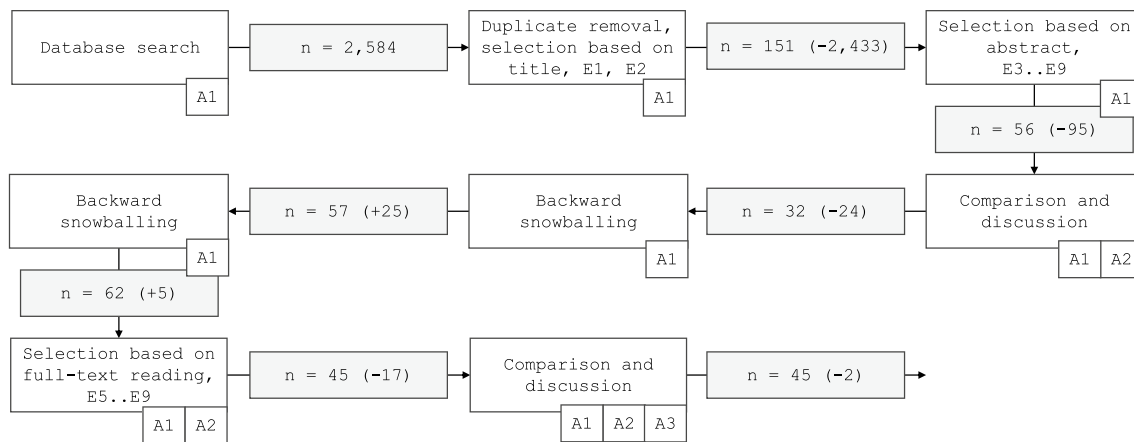 Database search
A1
n = 2,584
Duplicate removal,
selection based on
title, E1, E2
A1
n = 151 (-2,433)
Selection based on
abstract,
E3..E9
A1
n = 56 (-95)
Comparison and
discussion
A1 A2
n = 32 (-24)
Backward
snowballing
A1
n = 57 (+25)
Backward
snowballing
A1
n = 62 (+5)
Selection based on
full-text reading,
E5..E9
A1 A2
n = 45 (-17)
Comparison and
discussion
A1 A2 A3
n = 45 (-2)